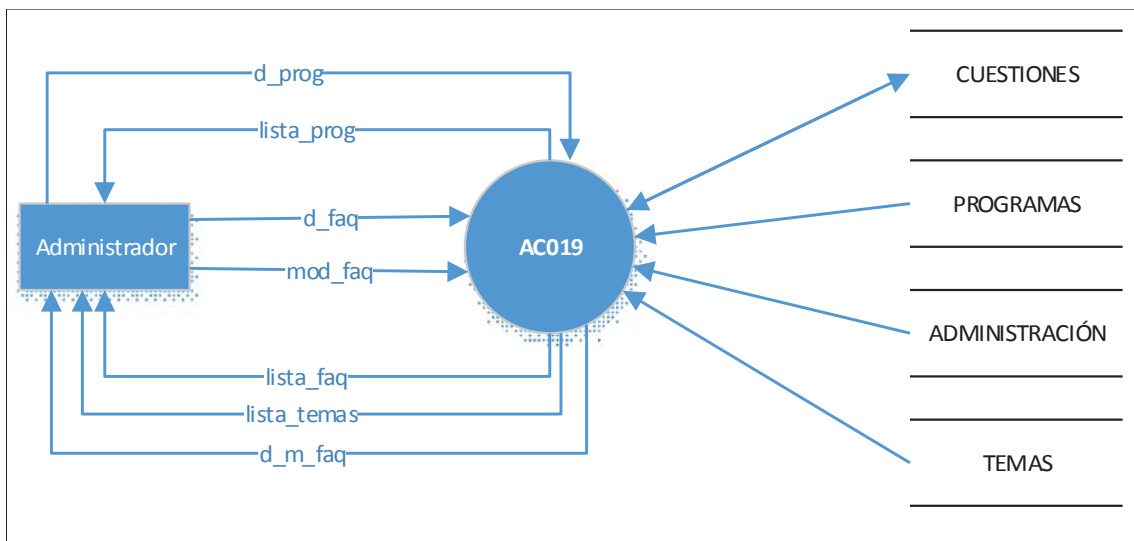 d_prog
lista_prog
d_faq
mod_faq
Administrador
AC019
lista_faq
lista_temas
d_m_faq
CUESTIONES
PROGRAMAS
ADMINISTRACIÓN
TEMAS